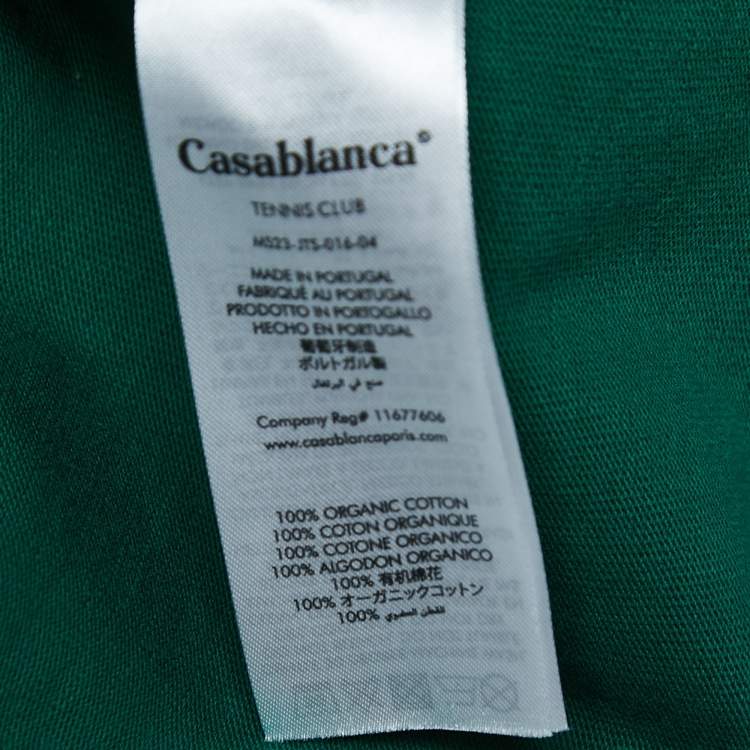 Casablanca®
TENNIS CLUB
MS23-JTS-016-04
MADE IN PORTUGAL
FABRIQUÉ AU PORTUGAL
PRODOTTO IN PORTOGALLO
HECHO EN PORTUGAL
葡萄牙制造
ポルトガル製
صنع في البرتغال
Company Reg# 11677606
www.casablancaparis.com
100% ORGANIC COTTON
100% COTON ORGANIQUE
100% COTONE ORGANICO
100% ALGODON ORGANICO
100% 有机棉花
100% オーガニックコットン
100% القطن العضوي